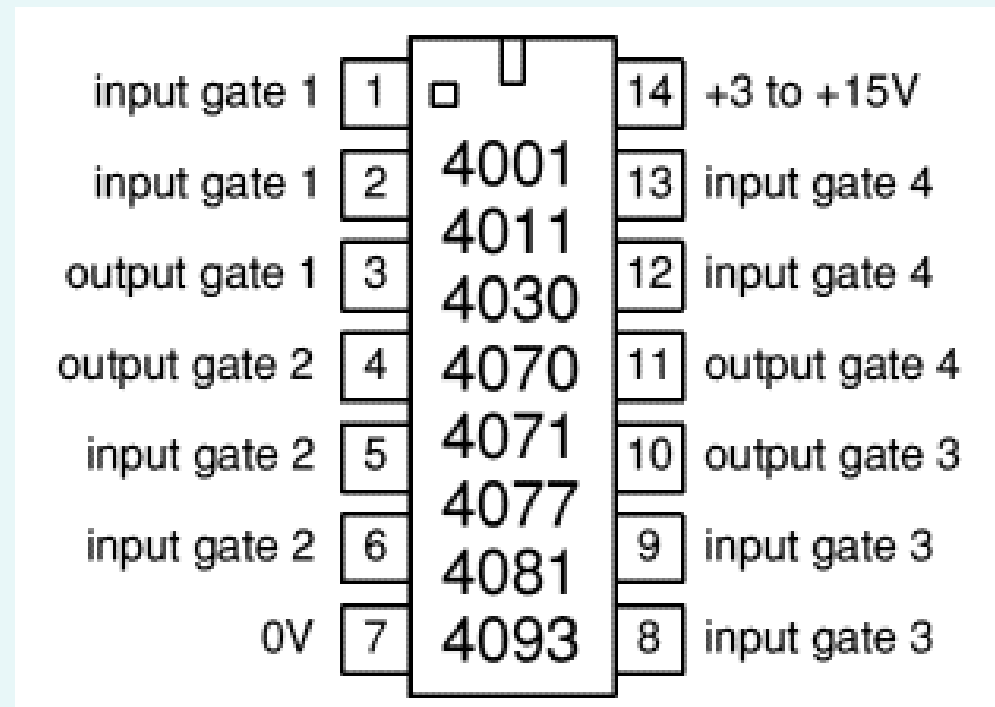 input gate 1 1 14 +3 to +15V
4001
input gate 1 2 13 input gate 4
4011
output gate 1 3 12 input gate 4
4030
output gate 2 4 4070 11 output gate 4
4071
input gate 2 5 10 output gate 3
4077
input gate 2 6 9 input gate 3
4081
0V 7 4093 8 input gate 3